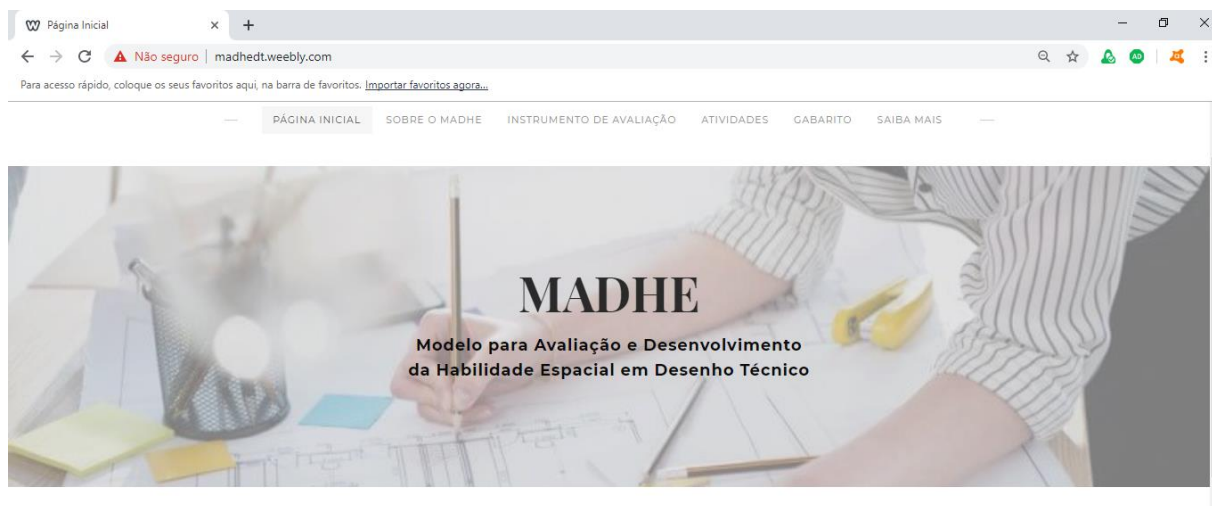 Página Inicial
Não seguro | madhedt.weebly.com
Para acesso rápido, coloque os seus favoritos aqui, na barra de favoritos. Importar favoritos agora...
PÁGINA INICIAL SOBRE O MADHE INSTRUMENTO DE AVALIAÇÃO ATIVIDADES GABARITO SAIBA MAIS
MADHE
Modelo para Avaliação e Desenvolvimento
da Habilidade Espacial em Desenho Técnico